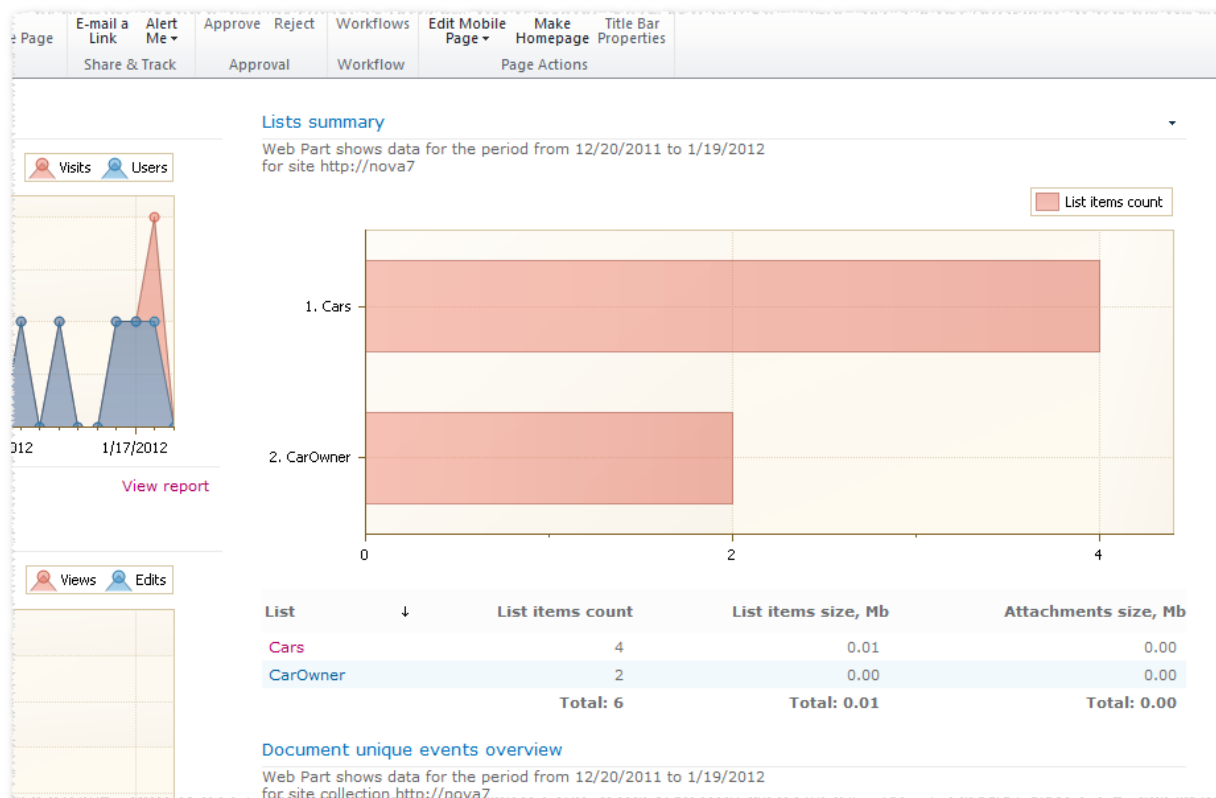 E-mail a Alert Approve Reject Workflows Edit Mobile Make Title Bar
Page Link Me Page Homepage Properties
Share & Track Approval Workflow Page Actions
Lists summary
Web Part shows data for the period from 12/20/2011 to 1/19/2012
for site http://nova7
Visits Users
List items count
1. Cars
2. CarOwner
012 1/17/2012
View report
0 2 4
Views Edits
List ↓ List items count List items size, Mb Attachments size, Mb
Cars 4 0.01 0.00
CarOwner 2 0.00 0.00
Total: 6 Total: 0.01 Total: 0.00
Document unique events overview
Web Part shows data for the period from 12/20/2011 to 1/19/2012
for site collection http://nova7